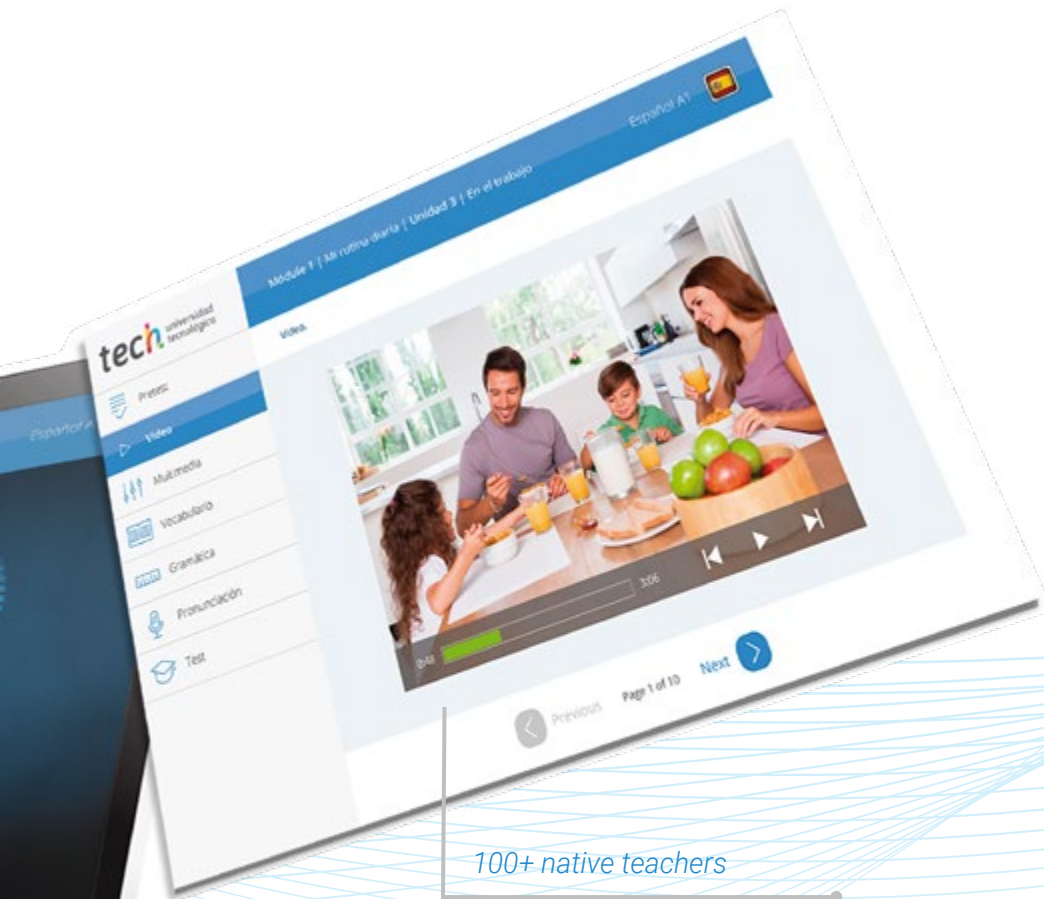 Español A1
Module 1 | Mi rutina diaria | Unidad 3 | En el trabajo
tech universidad
tecnológica
Video
Pretest
Video
Multimedia
Vocabulario
Gramática
Pronunciación
Test
3:06
Previous
Page 1 of 10
Next
100+ native teachers